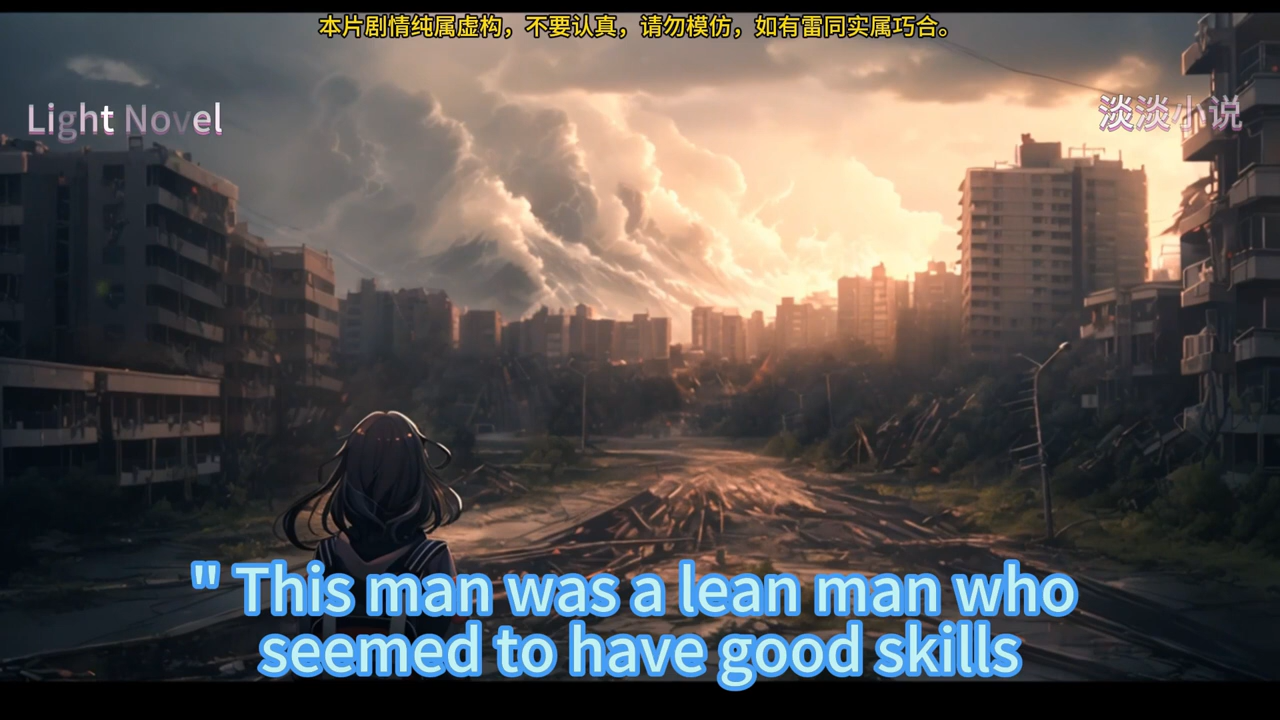 本片剧情纯属虚构，不要认真，请勿模仿，如有雷同实属巧合。
Light Novel
淡淡小说
" This man was a lean man who
seemed to have good skills